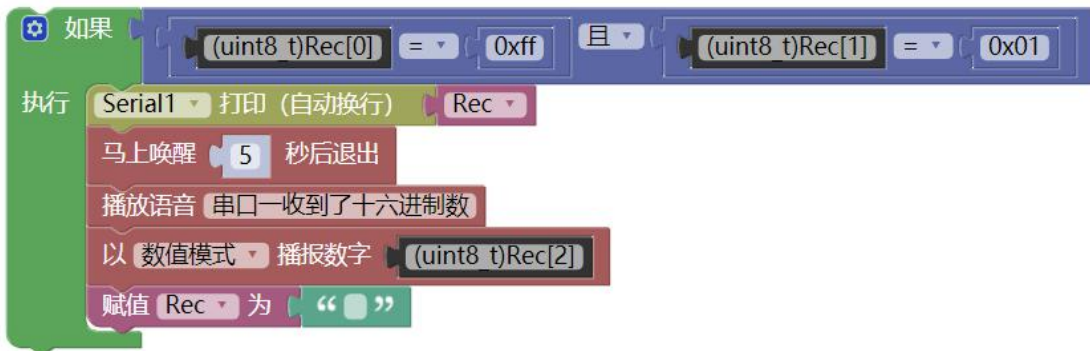 如果 (uint8_t)Rec[0] = 0xff 且 (uint8_t)Rec[1] = 0x01
执行 Serial1 打印（自动换行） Rec
马上唤醒 5 秒后退出
播放语音 串口一收到了十六进制数
以 数值模式 播报数字 (uint8_t)Rec[2]
赋值 Rec 为 “ ”